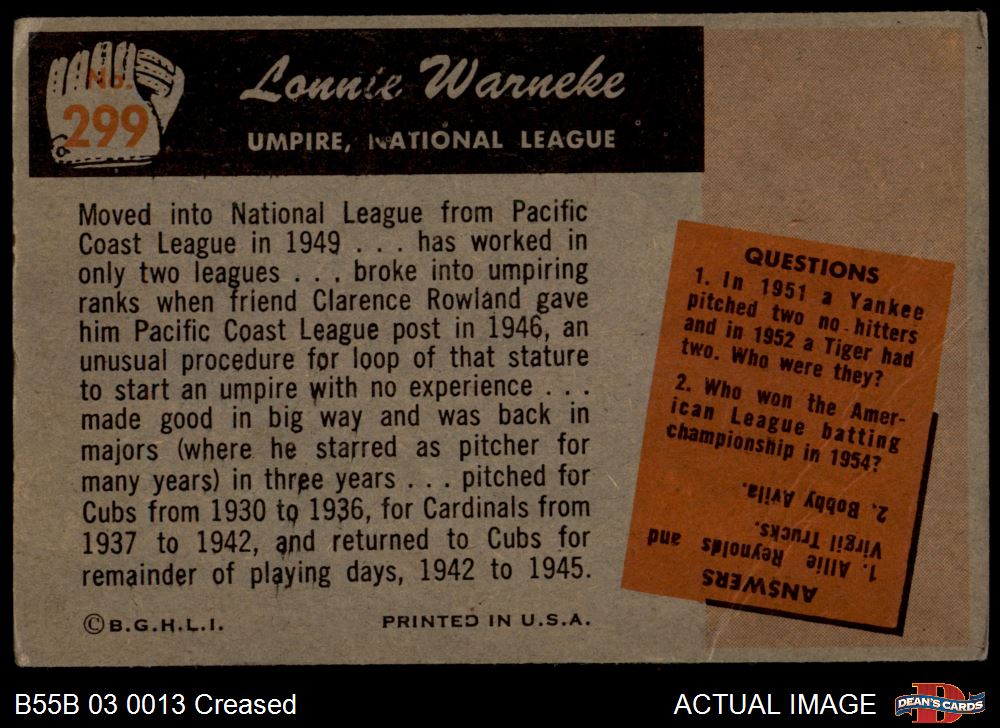 No.
299
Lonnie Warneke
UMPIRE, NATIONAL LEAGUE
Moved into National League from Pacific
Coast League in 1949 . . . has worked in
only two leagues . . . broke into umpiring
ranks when friend Clarence Rowland gave
him Pacific Coast League post in 1946, an
unusual procedure for loop of that stature
to start an umpire with no experience . . .
made good in big way and was back in
majors (where he starred as pitcher for
many years) in three years . . . pitched for
Cubs from 1930 to 1936, for Cardinals from
1937 to 1942, and returned to Cubs for
remainder of playing days, 1942 to 1945.
©B.G.H.L.I.
PRINTED IN U.S.A.
QUESTIONS
1. In 1951 a Yankee
pitched two no-hitters
and in 1952 a Tiger had
two. Who were they?
2. Who won the Amer-
ican League batting
championship in 1954?
ANSWERS
1. Allie Reynolds and
Virgil Trucks.
2. Bobby Avila.
B55B 03 0013 Creased
ACTUAL IMAGE
D
DEAN'S CARDS